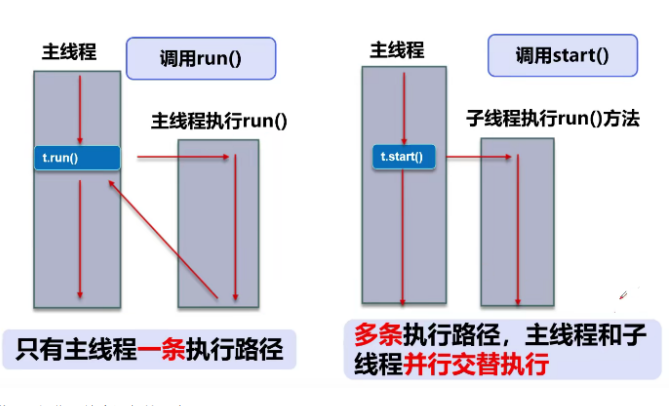 主线程
调用run()
主线程执行run()
t.run()
只有主线程一条执行路径
主线程
调用start()
子线程执行run()方法
t.start()
多条执行路径，主线程和子
线程并行交替执行